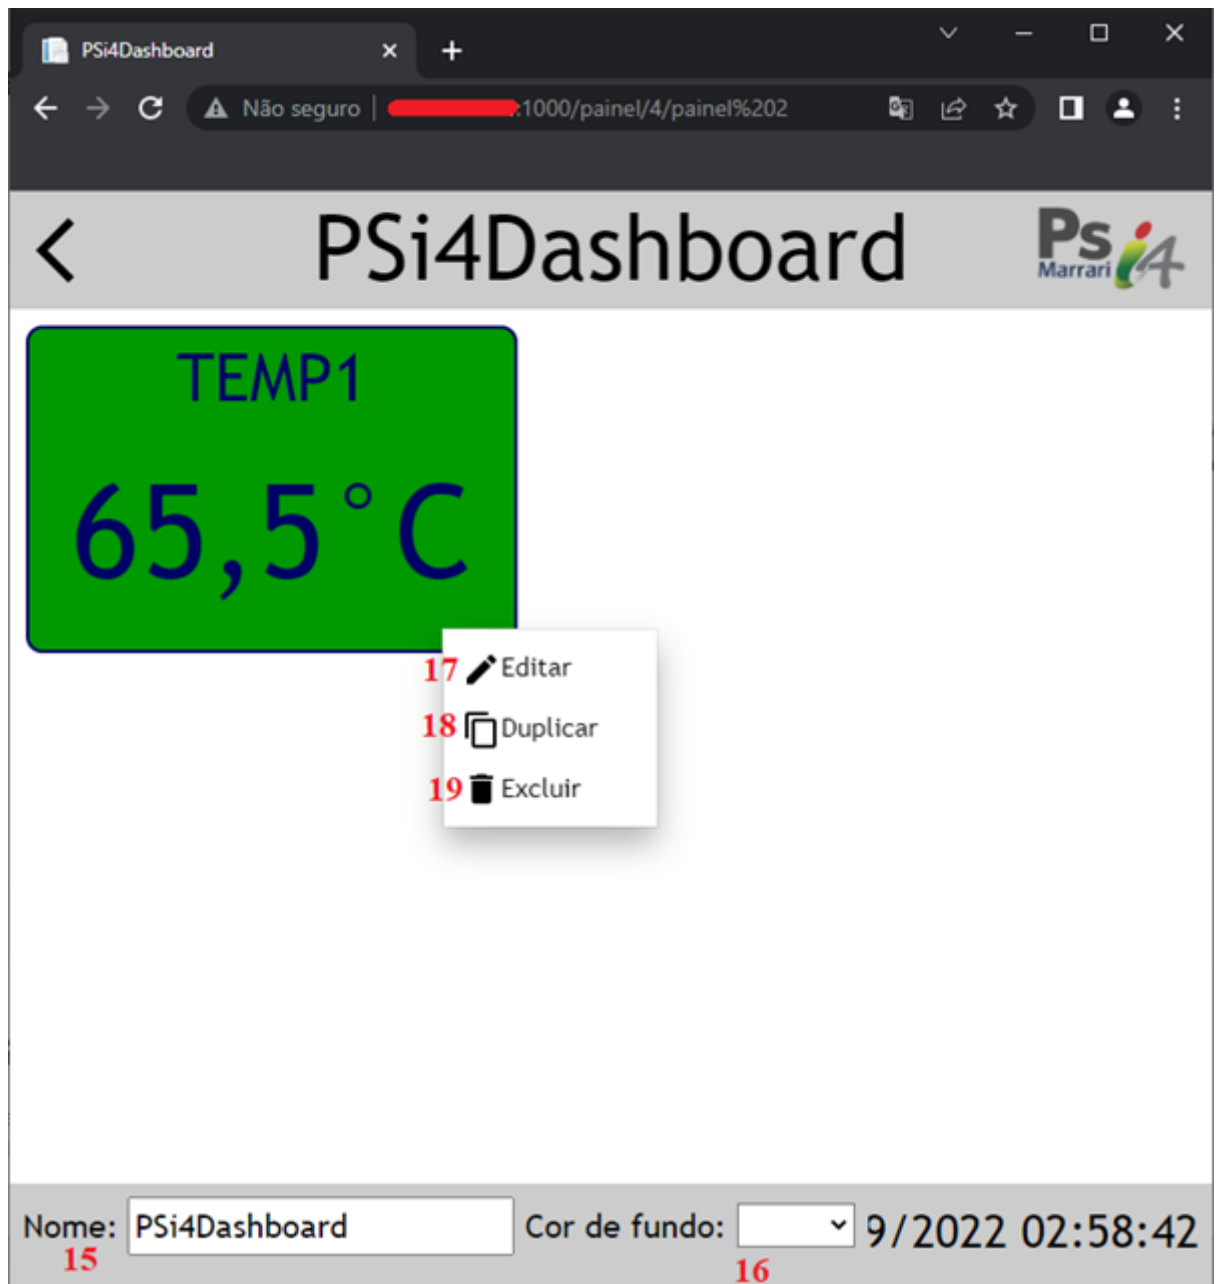 PSi4Dashboard
Não seguro | :1000/painel/4/painel%202
PSi4Dashboard
Ps i4
Marrari
TEMP1
65,5°C
17 Editar
18 Duplicar
19 Excluir
Nome: PSi4Dashboard Cor de fundo: 9/2022 02:58:42
15 16